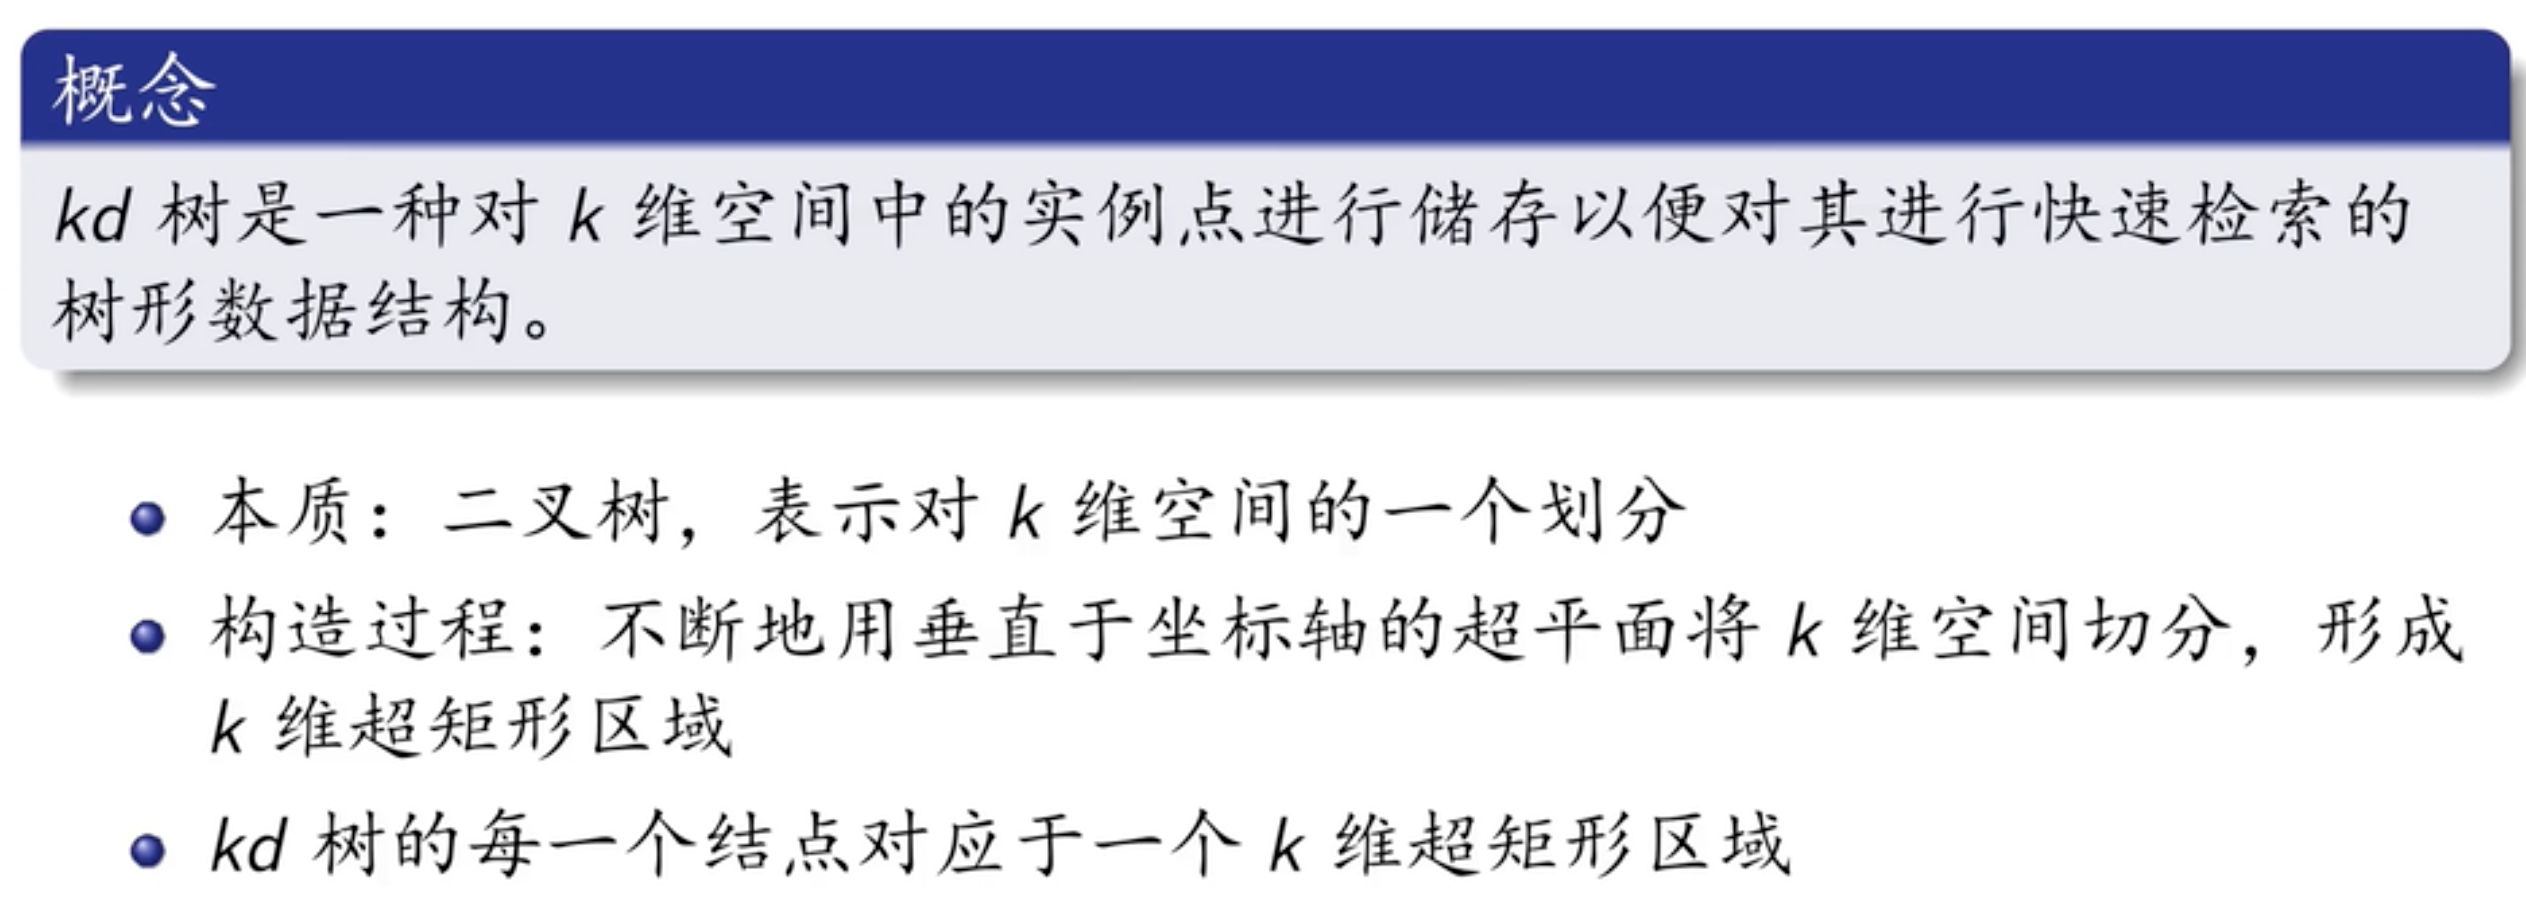 概念
kd 树是一种对 k 维空间中的实例点进行储存以便对其进行快速检索的
树形数据结构。
本质：二叉树，表示对 k 维空间的一个划分
构造过程：不断地用垂直于坐标轴的超平面将 k 维空间切分，形成
k 维超矩形区域
kd 树的每一个结点对应于一个 k 维超矩形区域